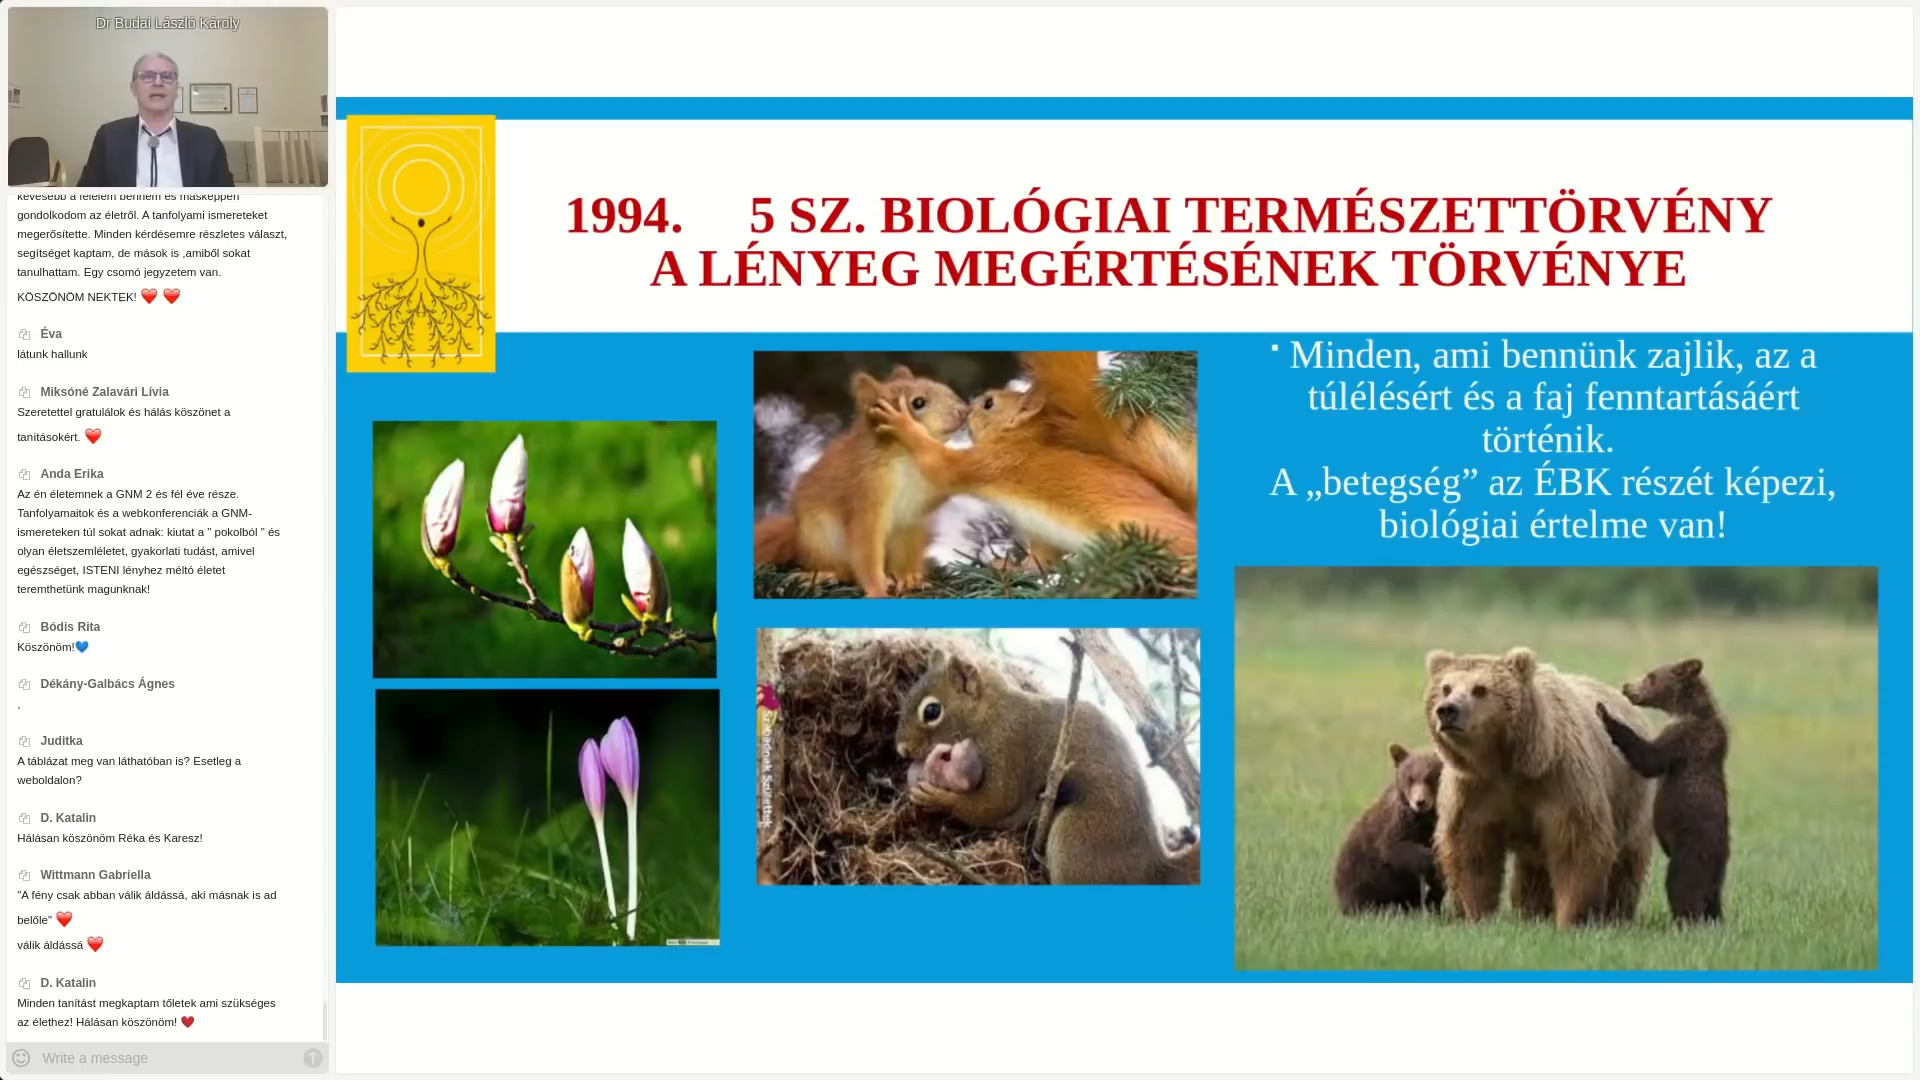 Dr Budai László Károly
kevesebb a félelem bennem és másképpen
gondolkodom az életről. A tanfolyami ismereteket
megerősítette. Minden kérdésemre részletes választ,
segítséget kaptam, de mások is ,amiből sokat
tanulhattam. Egy csomó jegyzetem van.
KÖSZÖNÖM NEKTEK! ❤️ ❤️
Éva
látunk hallunk
Miksóné Zalavári Lívia
Szeretettel gratulálok és hálás köszönet a
tanításokért. ❤️
Anda Erika
Az én életemnek a GNM 2 és fél éve része.
Tanfolyamaitok és a webkonferenciák a GNM-
ismereteken túl sokat adnak: kiutat a " pokolból " és
olyan életszemléletet, gyakorlati tudást, amivel
egészséget, ISTENI lényhez méltó életet
teremthetünk magunknak!
Bódis Rita
Köszönöm!💙
Dékány-Galbács Ágnes
,
Juditka
A táblázat meg van láthatóban is? Esetleg a
weboldalon?
D. Katalin
Hálásan köszönöm Réka és Karesz!
Wittmann Gabriella
"A fény csak abban válik áldássá, aki másnak is ad
belőle" ❤️
válik áldássá ❤️
D. Katalin
Minden tanítást megkaptam tőletek ami szükséges
az élethez! Hálásan köszönöm! ❤️
Write a message
1994. 5 SZ. BIOLÓGIAI TERMÉSZETTÖRVÉNY
A LÉNYEG MEGÉRTÉSÉNEK TÖRVÉNYE
▪ Minden, ami bennünk zajlik, az a
túlélésért és a faj fenntartásáért
történik.
A „betegség” az ÉBK részét képezi,
biológiai értelme van!
Szabadnak Születtek